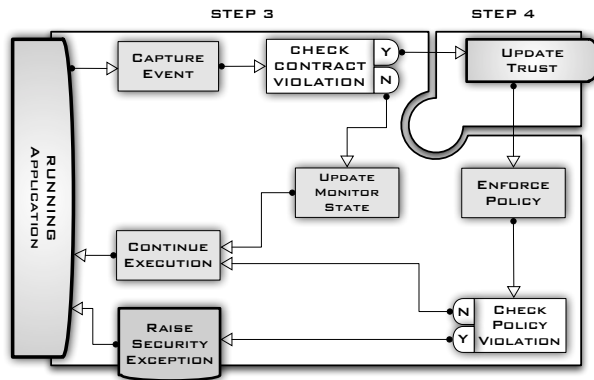 STEP 3
STEP 4
CAPTURE
EVENT
CHECK
CONTRACT
VIOLATION
Y
N
UPDATE
TRUST
RUNNING
APPLICATION
UPDATE
MONITOR
STATE
ENFORCE
POLICY
CONTINUE
EXECUTION
RAISE
SECURITY
EXCEPTION
N
Y
CHECK
POLICY
VIOLATION